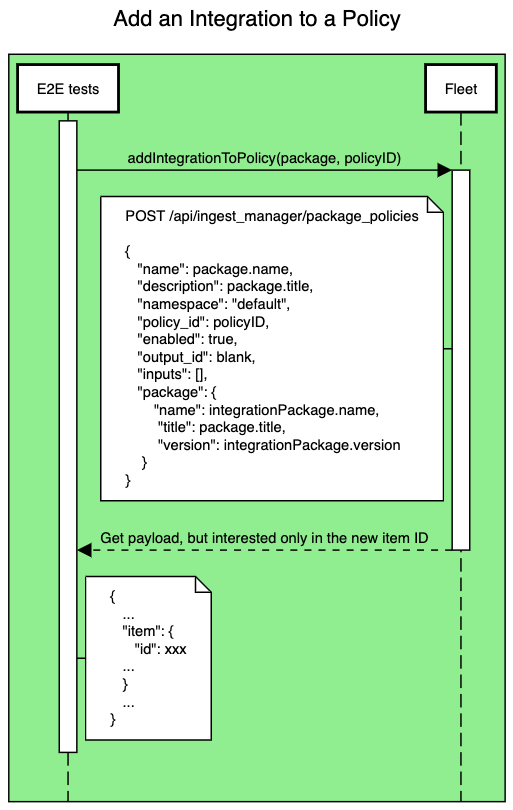 Add an Integration to a Policy
E2E tests
Fleet
addIntegrationToPolicy(package, policyID)
POST /api/ingest_manager/package_policies
{
"name": package.name,
"description": package.title,
"namespace": "default",
"policy_id": policyID,
"enabled": true,
"output_id": blank,
"inputs": [],
"package": {
"name": integrationPackage.name,
"title": package.title,
"version": integrationPackage.version
}
}
Get payload, but interested only in the new item ID
{
...
"item": {
"id": xxx
...
}
...
}